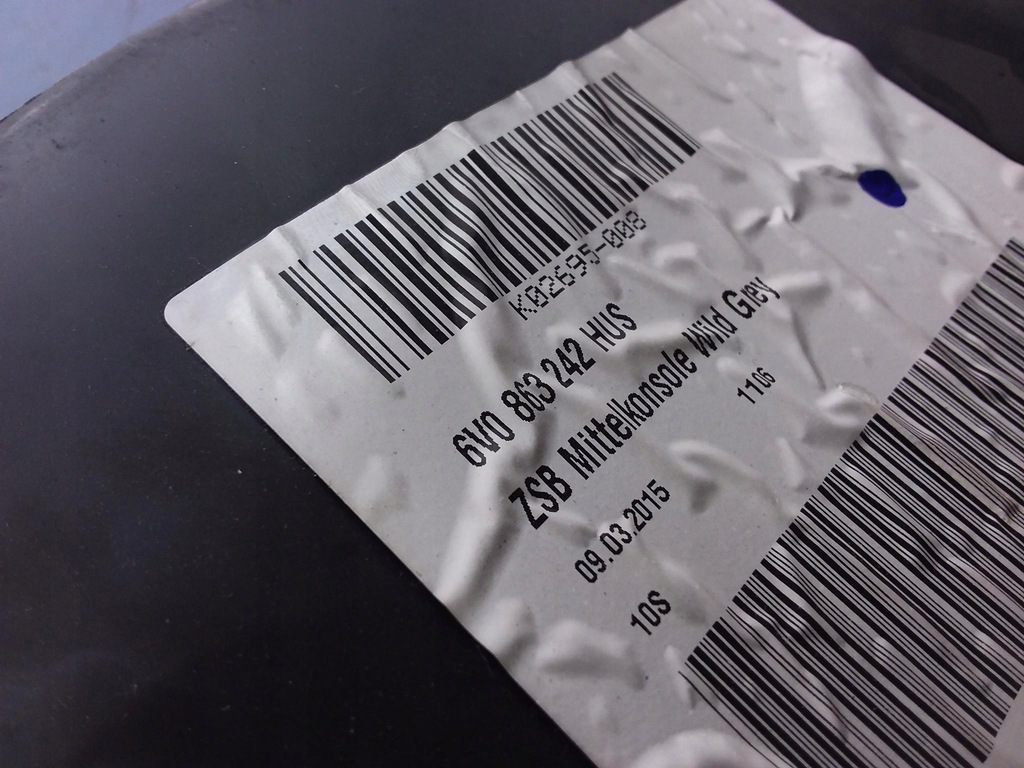 K02695-008
6V0 863 242 HUS
ZSB Mittelkonsole Wild Grey
1106
09.03.2015
10S